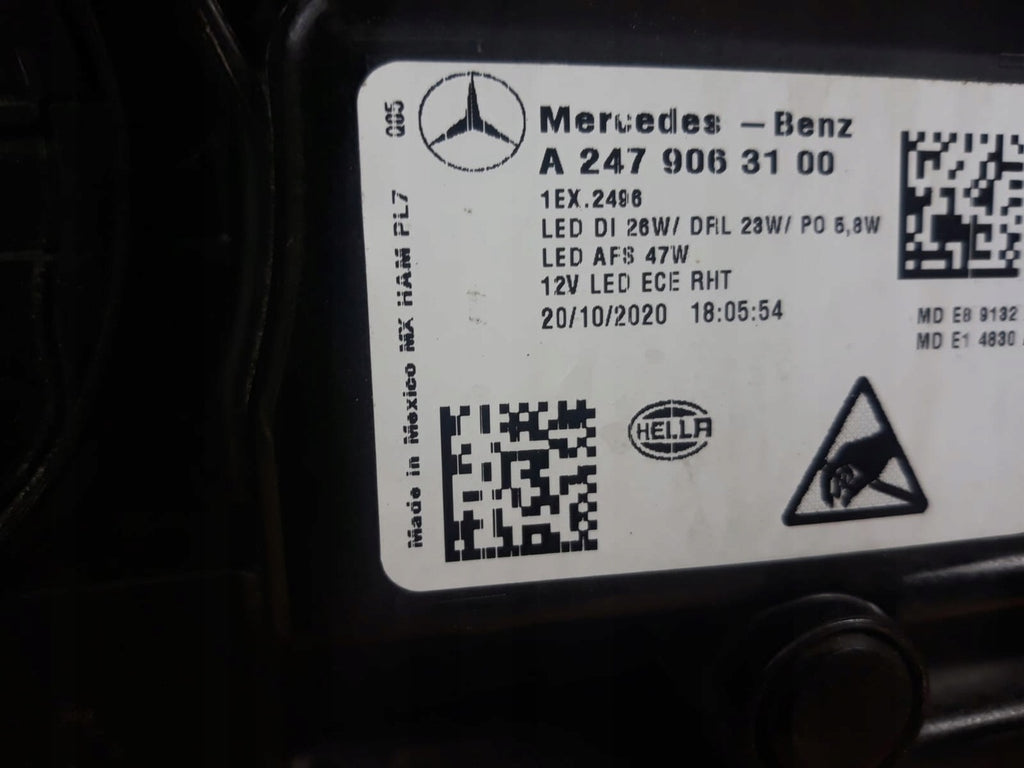 Mercedes - Benz
A 247 906 31 00
1EX.2496
LED DI 26W/ DRL 23W/ PO 5,8W
LED AFS 47W
12V LED ECE RHT
20/10/2020 18:05:54
MD E8 9132
MD E1 4830
HELLA
Made in Mexico MX HAM PL7 005